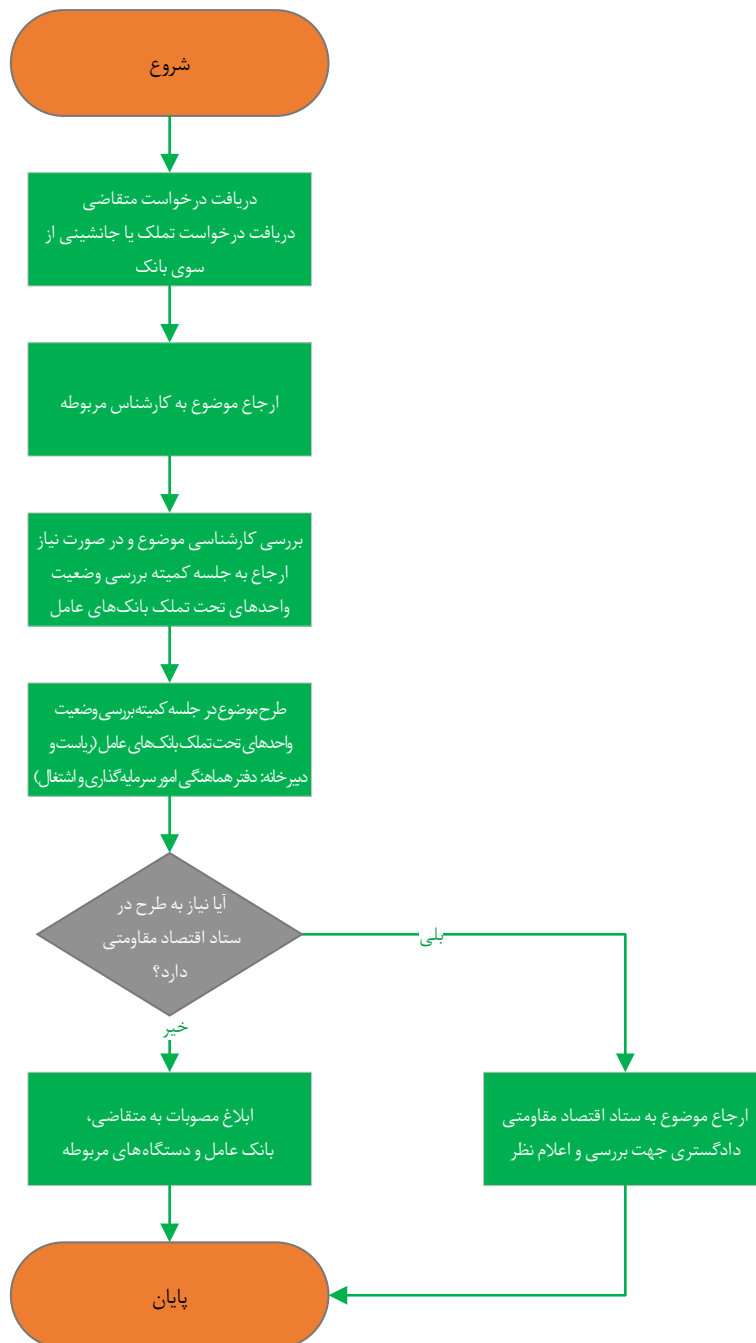 شروع
دریافت درخواست متقاضی
دریافت درخواست تملک یا جانشینی از
سوی بانک
ارجاع موضوع به کارشناس مربوطه
بررسی کارشناسی موضوع و در صورت نیاز
ارجاع به جلسه کمیته بررسی وضعیت
واحدهای تحت تملک بانک‌های عامل
طرح موضوع در جلسه کمیته بررسی وضعیت
واحدهای تحت تملک بانک‌های عامل (ریاست و
دبیرخانه: دفتر هماهنگی امور سرمایه‌گذاری و اشتغال)
آیا نیاز به طرح در
ستاد اقتصاد مقاومتی
دارد؟
بلی
خیر
ارجاع موضوع به ستاد اقتصاد مقاومتی
دادگستری جهت بررسی و اعلام نظر
ابلاغ مصوبات به متقاضی،
بانک عامل و دستگاه‌های مربوطه
پایان